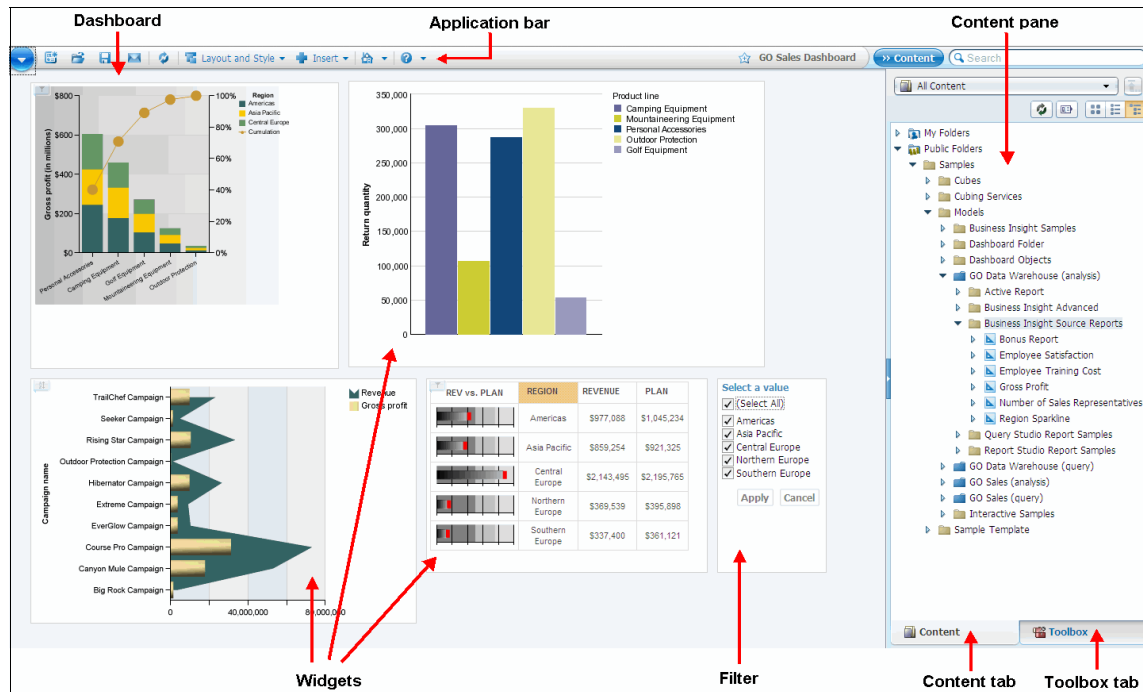 Dashboard
Application bar
Content pane
Layout and Style
Insert
GO Sales Dashboard
Content
Search
$800
$600
$400
$200
$0
Gross profit (in millions)
100%
80%
60%
40%
20%
0%
Region
Americas
Asia Pacific
Central Europe
Cumulation
Personal Accessories
Camping Equipment
Golf Equipment
Mountaineering Equipment
Outdoor Protection
350,000
300,000
250,000
200,000
150,000
100,000
50,000
0
Return quantity
Product line
Camping Equipment
Mountaineering Equipment
Personal Accessories
Outdoor Protection
Golf Equipment
All Content
My Folders
Public Folders
Samples
Cubes
Cubing Services
Models
Business Insight Samples
Dashboard Folder
Dashboard Objects
GO Data Warehouse (analysis)
Active Report
Business Insight Advanced
Business Insight Source Reports
Bonus Report
Employee Satisfaction
Employee Training Cost
Gross Profit
Number of Sales Representatives
Region Sparkline
Query Studio Report Samples
Report Studio Report Samples
GO Data Warehouse (query)
GO Sales (analysis)
GO Sales (query)
Interactive Samples
Sample Template
Campaign name
TrailChef Campaign
Seeker Campaign
Rising Star Campaign
Outdoor Protection Campaign
Hibernator Campaign
Extreme Campaign
EverGlow Campaign
Course Pro Campaign
Canyon Mule Campaign
Big Rock Campaign
0
40,000,000
80,000,000
Revenue
Gross profit
REV vs. PLAN REGION REVENUE PLAN
Americas $977,088 $1,045,234
Asia Pacific $859,254 $921,325
Central Europe $2,143,495 $2,195,765
Northern Europe $369,539 $395,898
Southern Europe $337,400 $361,121
Select a value
(Select All)
Americas
Asia Pacific
Central Europe
Northern Europe
Southern Europe
Apply Cancel
Content
Toolbox
Widgets
Filter
Content tab
Toolbox tab